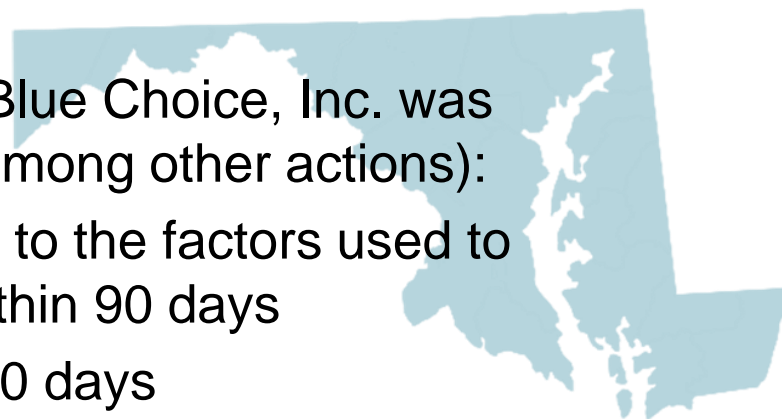 Blue Choice, Inc. was
among other actions):
to the factors used to
thin 90 days
0 days